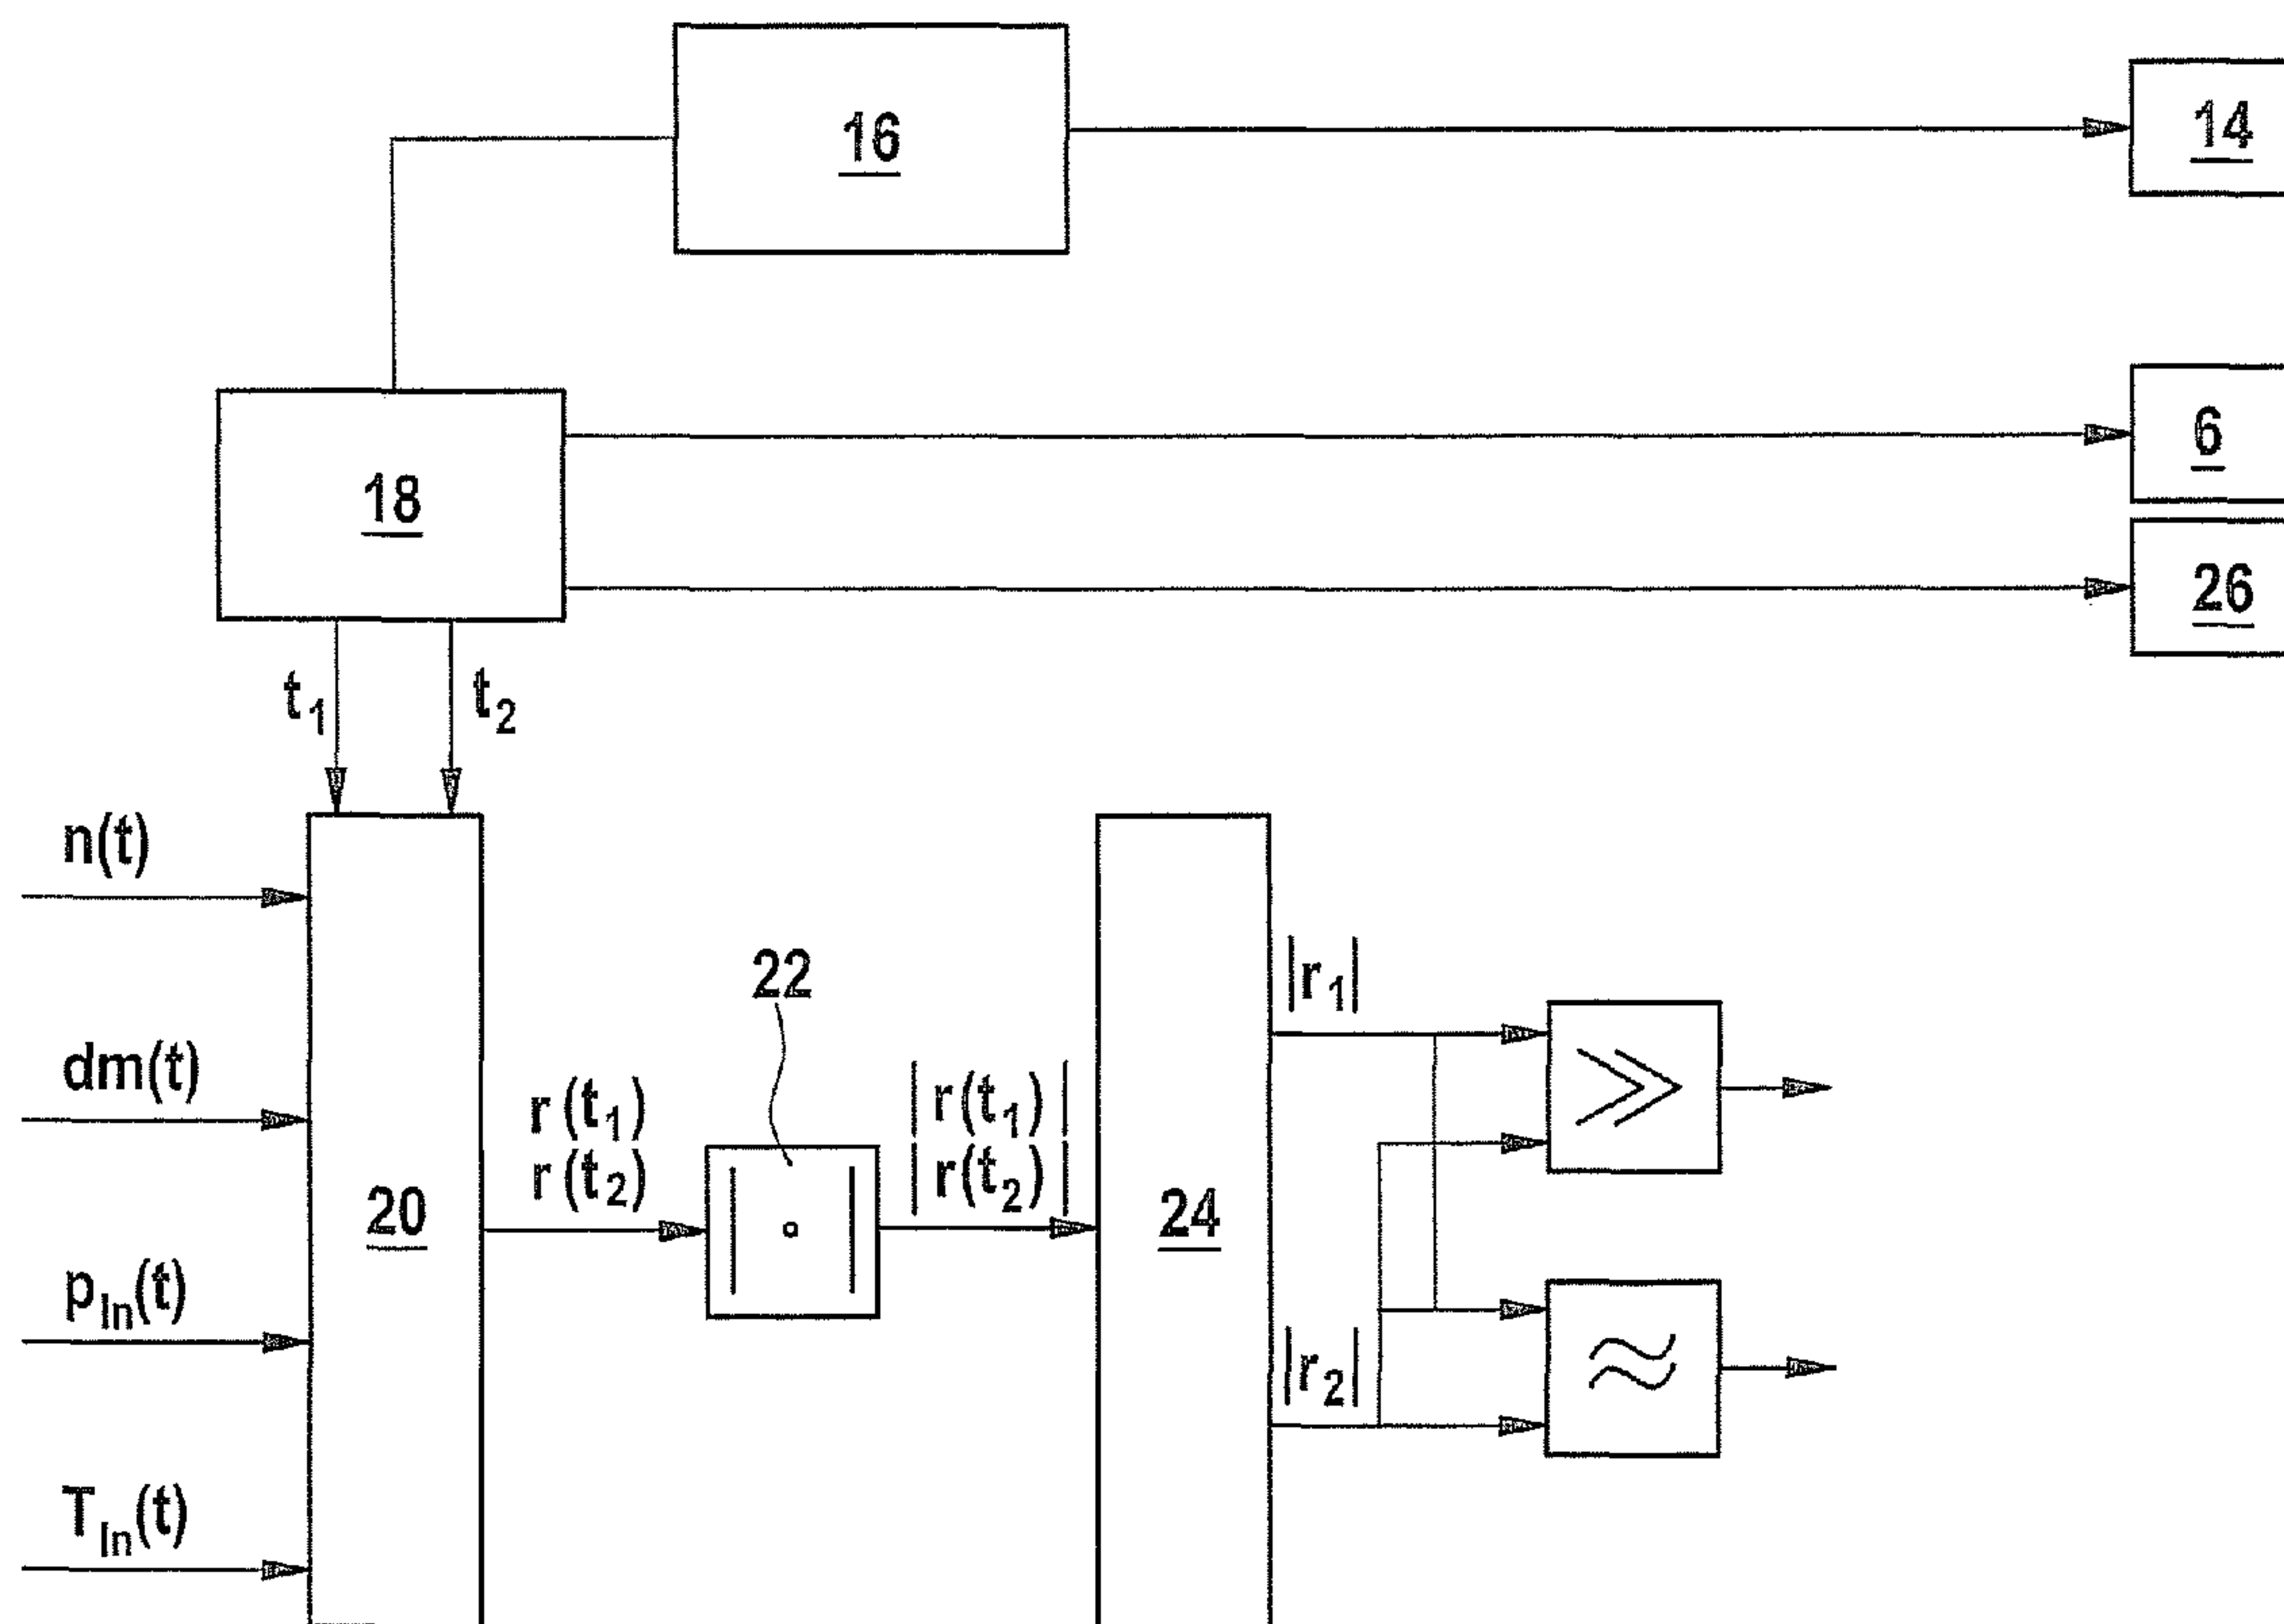 16
14
18
6
26
t1
t2
n(t)
dm(t)
pIn(t)
TIn(t)
20
r(t1)
r(t2)
22
| ∘ |
|r(t1)|
|r(t2)|
24
|r1|
|r2|
≫
≈